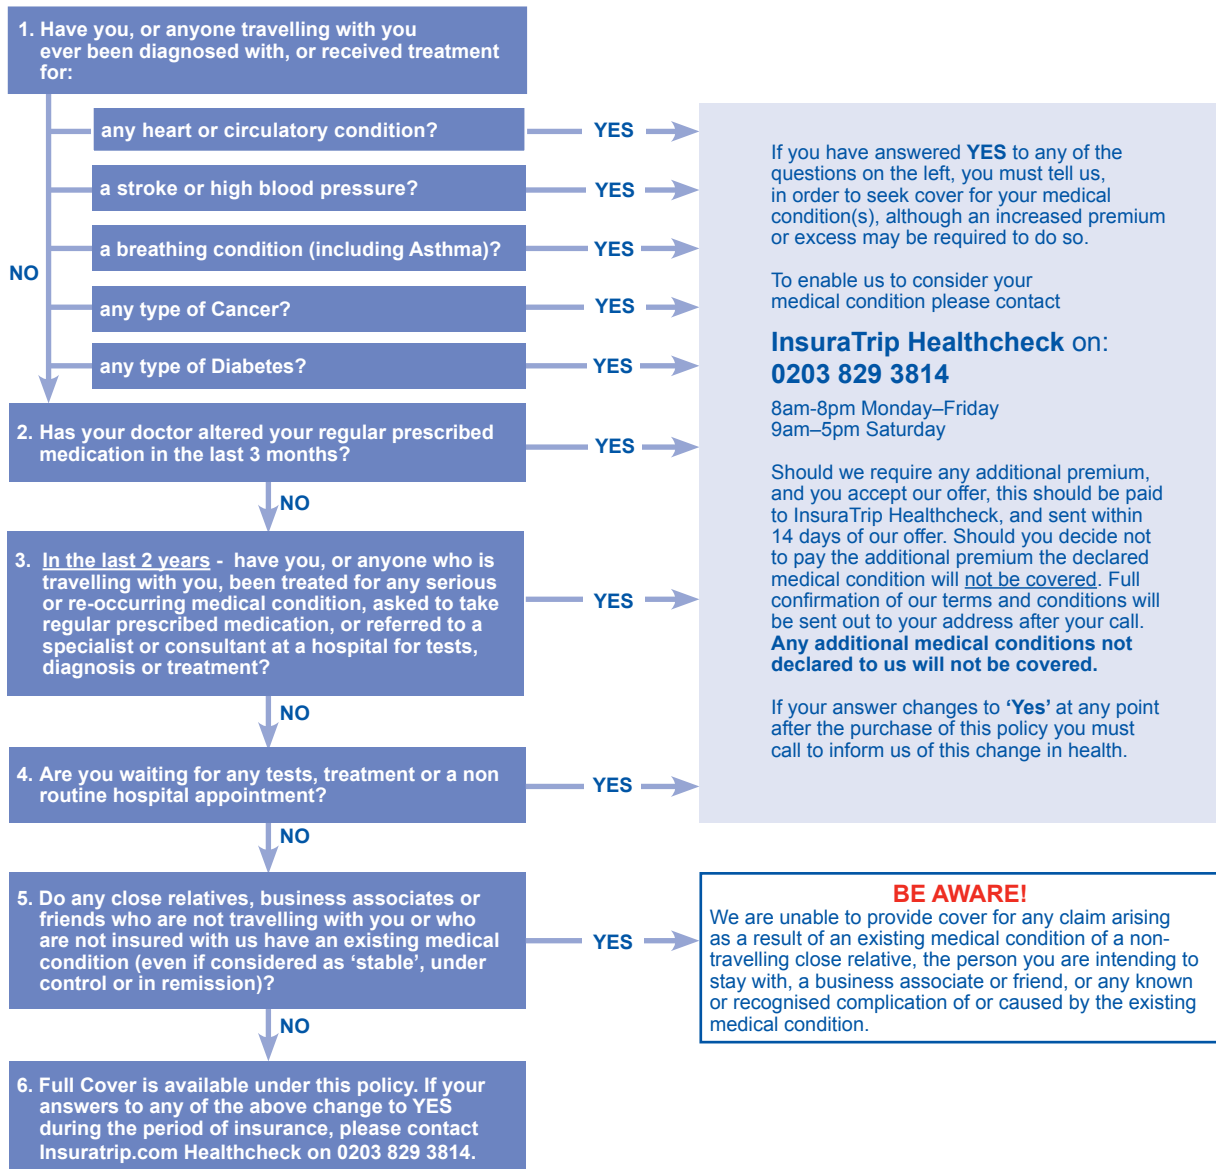 1. Have you, or anyone travelling with you
ever been diagnosed with, or received treatment
for:
any heart or circulatory condition?
YES
a stroke or high blood pressure?
YES
a breathing condition (including Asthma)?
YES
NO
any type of Cancer?
YES
any type of Diabetes?
YES
2. Has your doctor altered your regular prescribed
medication in the last 3 months?
YES
NO
3. In the last 2 years - have you, or anyone who is
travelling with you, been treated for any serious
or re-occurring medical condition, asked to take
regular prescribed medication, or referred to a
specialist or consultant at a hospital for tests,
diagnosis or treatment?
YES
NO
4. Are you waiting for any tests, treatment or a non
routine hospital appointment?
YES
NO
5. Do any close relatives, business associates or
friends who are not travelling with you or who
are not insured with us have an existing medical
condition (even if considered as ‘stable’, under
control or in remission)?
YES
NO
6. Full Cover is available under this policy. If your
answers to any of the above change to YES
during the period of insurance, please contact
Insuratrip.com Healthcheck on 0203 829 3814.
If you have answered YES to any of the
questions on the left, you must tell us,
in order to seek cover for your medical
condition(s), although an increased premium
or excess may be required to do so.
To enable us to consider your
medical condition please contact
InsuraTrip Healthcheck on:
0203 829 3814
8am-8pm Monday–Friday
9am–5pm Saturday
Should we require any additional premium,
and you accept our offer, this should be paid
to InsuraTrip Healthcheck, and sent within
14 days of our offer. Should you decide not
to pay the additional premium the declared
medical condition will not be covered. Full
confirmation of our terms and conditions will
be sent out to your address after your call.
Any additional medical conditions not
declared to us will not be covered.
If your answer changes to ‘Yes’ at any point
after the purchase of this policy you must
call to inform us of this change in health.
BE AWARE!
We are unable to provide cover for any claim arising
as a result of an existing medical condition of a non-
travelling close relative, the person you are intending to
stay with, a business associate or friend, or any known
or recognised complication of or caused by the existing
medical condition.